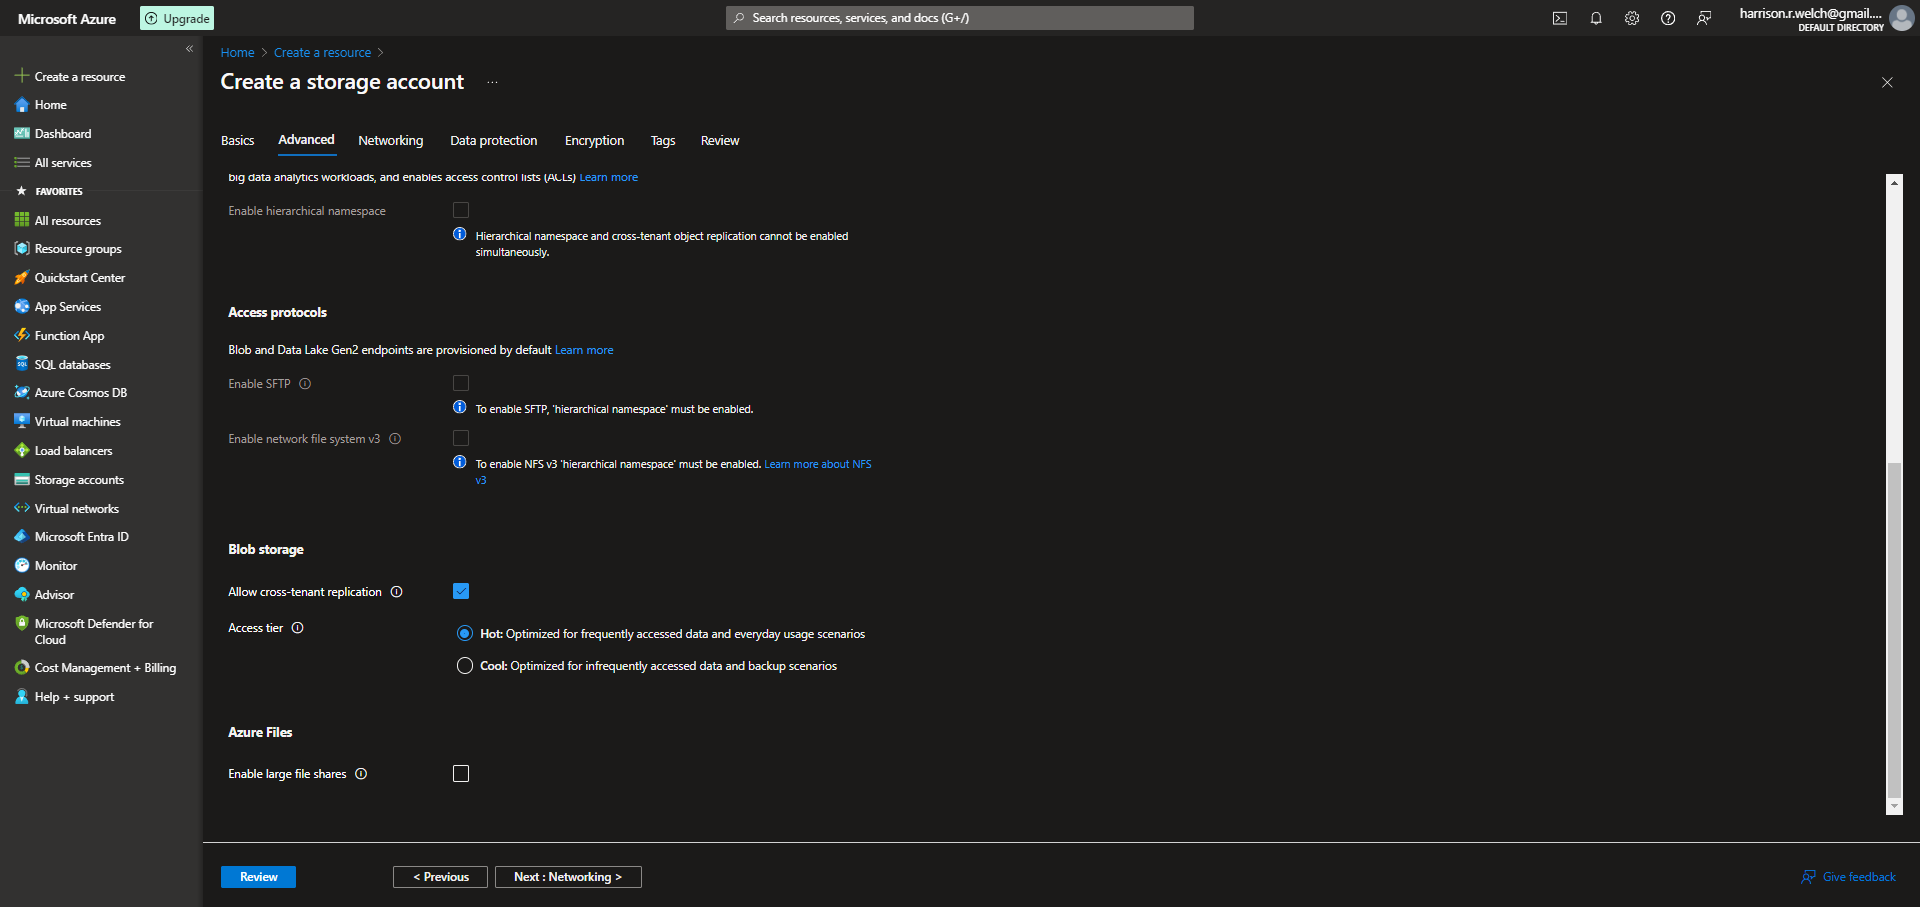 Microsoft Azure
Upgrade
Search resources, services, and docs (G+/)
harrison.r.welch@gmail....
DEFAULT DIRECTORY
«
Create a resource
Home
Dashboard
All services
FAVORITES
All resources
Resource groups
Quickstart Center
App Services
Function App
SQL databases
Azure Cosmos DB
Virtual machines
Load balancers
Storage accounts
Virtual networks
Microsoft Entra ID
Monitor
Advisor
Microsoft Defender for
Cloud
Cost Management + Billing
Help + support
Home > Create a resource >
Create a storage account ...
Basics Advanced Networking Data protection Encryption Tags Review
big data analytics workloads, and enables access control lists (ACLs) Learn more
Enable hierarchical namespace
Hierarchical namespace and cross-tenant object replication cannot be enabled
simultaneously.
Access protocols
Blob and Data Lake Gen2 endpoints are provisioned by default Learn more
Enable SFTP
To enable SFTP, 'hierarchical namespace' must be enabled.
Enable network file system v3
To enable NFS v3 'hierarchical namespace' must be enabled. Learn more about NFS
v3
Blob storage
Allow cross-tenant replication
Access tier
Hot: Optimized for frequently accessed data and everyday usage scenarios
Cool: Optimized for infrequently accessed data and backup scenarios
Azure Files
Enable large file shares
Review
< Previous
Next : Networking >
Give feedback